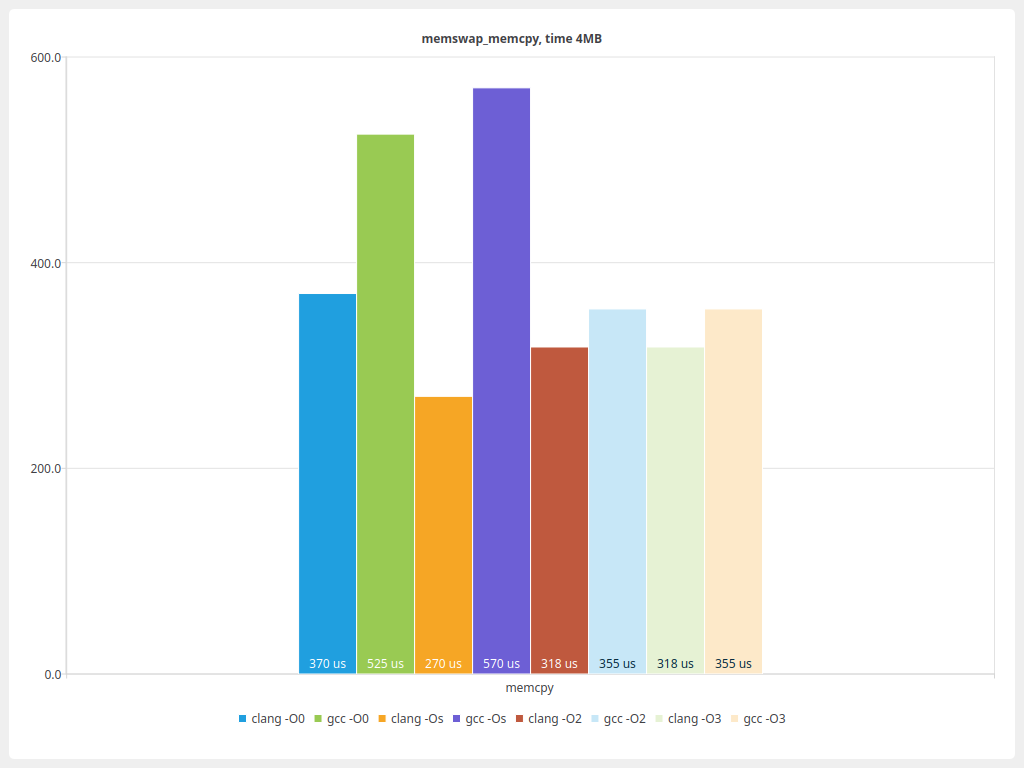 memswap_memcpy, time 4MB
600.0
400.0
200.0
0.0
370 us 525 us 270 us 570 us 318 us 355 us 318 us 355 us
memcpy
clang -O0 gcc -O0 clang -Os gcc -Os clang -O2 gcc -O2 clang -O3 gcc -O3